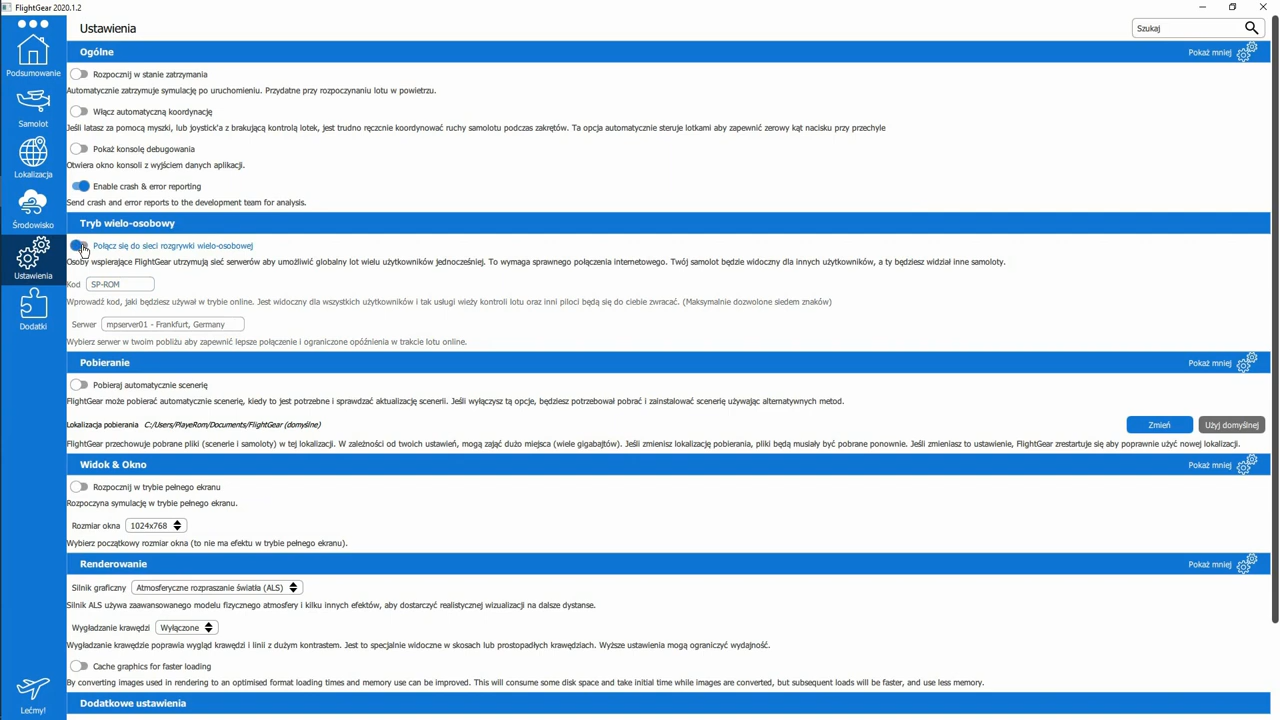 FlightGear 2020.1.2
Ustawienia
Szukaj
Podsumowanie
Samolot
Lokalizacja
Środowisko
Ustawienia
Dodatki
Lećmy!
Ogólne
Pokaż mniej
Rozpocznij w stanie zatrzymania
Automatycznie zatrzymuje symulację po uruchomieniu. Przydatne przy rozpoczynaniu lotu w powietrzu.
Włącz automatyczną koordynację
Jeśli latasz za pomocą myszki, lub joystick'a z brakującą kontrolą lotek, jest trudno ręcznie koordynować ruchy samolotu podczas zakrętów. Ta opcja automatycznie steruje lotkami aby zapewnić zerowy kąt nacisku przy przechyle
Pokaż konsolę debugowania
Otwiera okno konsoli z wyjściem danych aplikacji.
Enable crash & error reporting
Send crash and error reports to the development team for analysis.
Tryb wielo-osobowy
Połącz się do sieci rozgrywki wielo-osobowej
Osoby wspierające FlightGear utrzymują sieć serwerów aby umożliwić globalny lot wielu użytkowników jednocześniej. To wymaga sprawnego połączenia internetowego. Twój samolot będzie widoczny dla innych użytkowników, a ty będziesz widział inne samoloty.
Kod SP-ROM
Wprowadź kod, jaki będziesz używał w trybie online. Jest widoczny dla wszystkich użytkowników i tak usługi wieży kontroli lotu oraz inni piloci będą się do ciebie zwracać. (Maksymalnie dozwolone siedem znaków)
Serwer mpserver01 - Frankfurt, Germany
Wybierz serwer w twoim pobliżu aby zapewnić lepsze połączenie i ograniczone opóźnienia w trakcie lotu online.
Pobieranie
Pokaż mniej
Pobieraj automatycznie scenerię
FlightGear może pobierać automatycznie scenerię, kiedy to jest potrzebne i sprawdzać aktualizację scenerii. Jeśli wyłączysz tą opcje, będziesz potrzebował pobrać i zainstalować scenerię używając alternatywnych metod.
Lokalizacja pobierania C:/Users/PlayeRom/Documents/FlightGear (domyślne)
Zmień
Użyj domyślnej
FlightGear przechowuje pobrane pliki (scenerie i samoloty) w tej lokalizacji. W zależności od twoich ustawień, mogą zająć dużo miejsca (wiele gigabajtów). Jeśli zmienisz lokalizację pobierania, pliki będą musiały być pobrane ponownie. Jeśli zmieniasz to ustawienie, FlightGear zrestartuje się aby poprawnie użyć nowej lokalizacji.
Widok & Okno
Pokaż mniej
Rozpocznij w trybie pełnego ekranu
Rozpoczyna symulację w trybie pełnego ekranu.
Rozmiar okna 1024x768
Wybierz początkowy rozmiar okna (to nie ma efektu w trybie pełnego ekranu).
Renderowanie
Pokaż mniej
Silnik graficzny Atmosferyczne rozpraszanie światła (ALS)
Silnik ALS używa zaawansowanego modelu fizycznego atmosfery i kilku innych efektów, aby dostarczyć realistycznej wizualizacji na dalsze dystanse.
Wygładzanie krawędzi Wyłączone
Wygładzanie krawędzie poprawia wygląd krawędzi i linii z dużym kontrastem. Jest to specjalnie widoczne w skosach lub prostopadłych krawędziach. Wyższe ustawienia mogą ograniczyć wydajność.
Cache graphics for faster loading
By converting images used in rendering to an optimised format loading times and memory use can be improved. This will consume some disk space and take initial time while images are converted, but subsequent loads will be faster, and use less memory.
Dodatkowe ustawienia